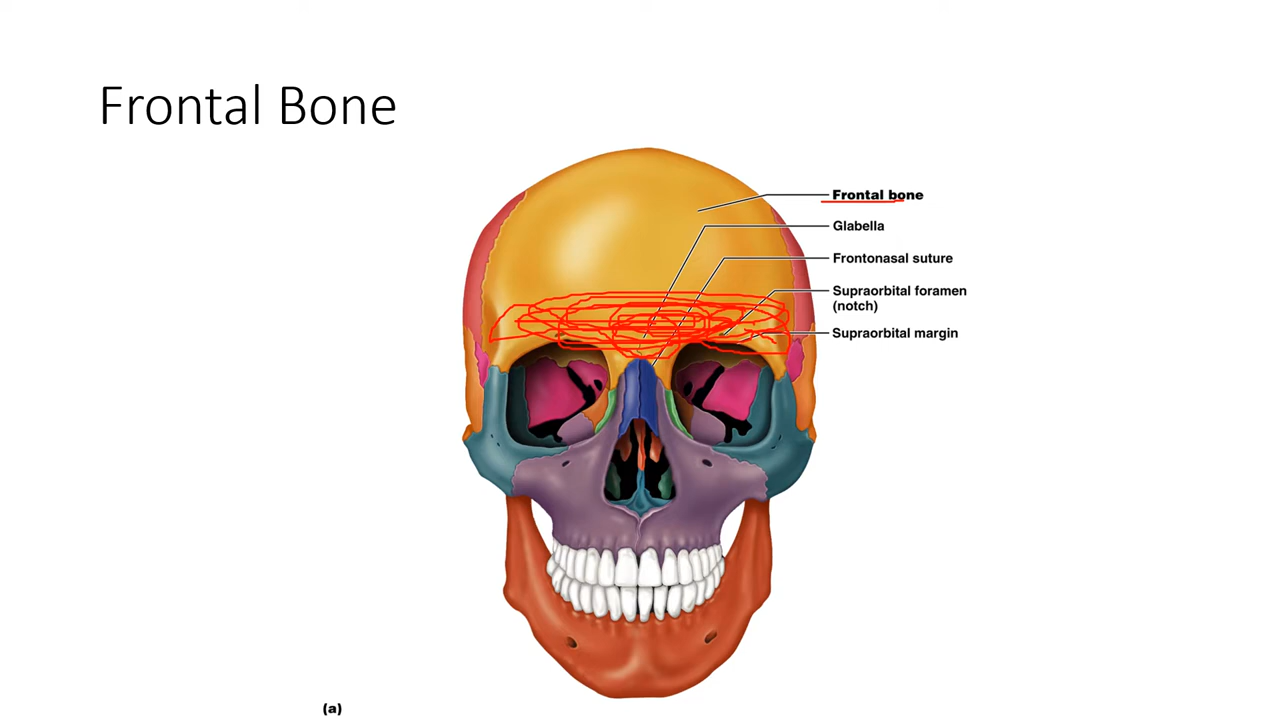 Frontal Bone
Frontal bone
Glabella
Frontonasal suture
Supraorbital foramen
(notch)
Supraorbital margin
(a)